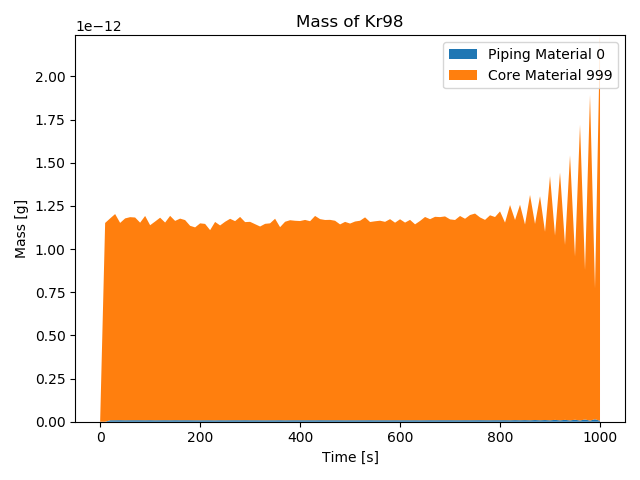 Mass of Kr98
1e−12
Piping Material 0
Core Material 999
2.00
1.75
1.50
1.25
1.00
0.75
0.50
0.25
0.00
Mass [g]
0 200 400 600 800 1000
Time [s]